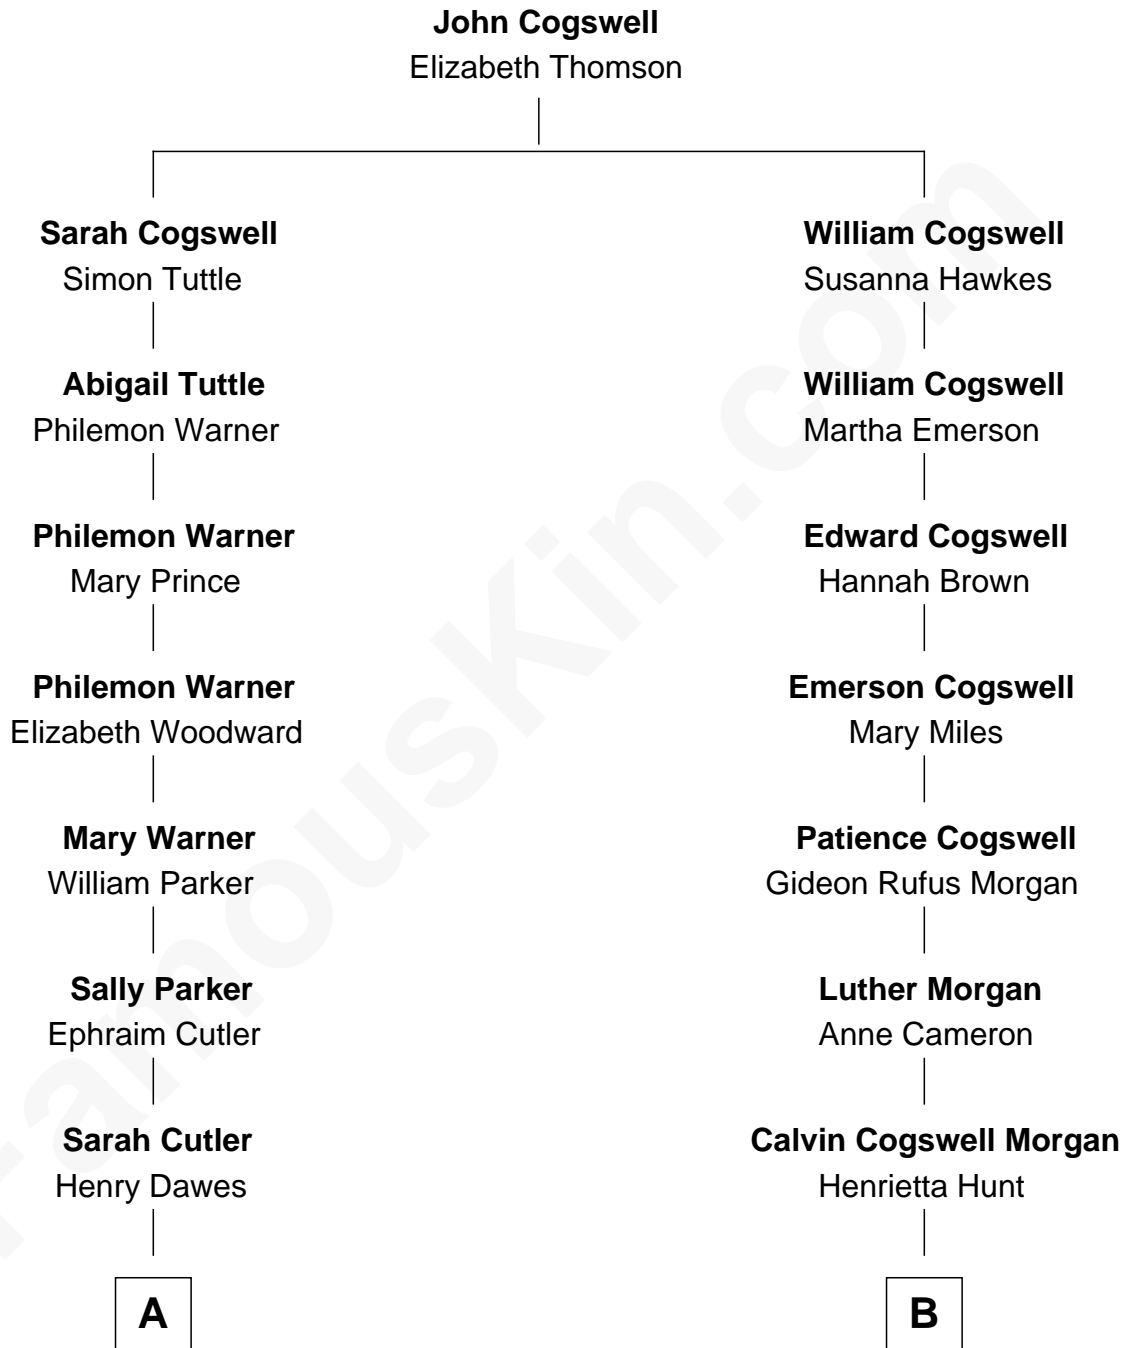 John Cogswell
Elizabeth Thomson
Sarah Cogswell
Simon Tuttle
William Cogswell
Susanna Hawkes
Abigail Tuttle
Philemon Warner
William Cogswell
Martha Emerson
Philemon Warner
Mary Prince
Edward Cogswell
Hannah Brown
Philemon Warner
Elizabeth Woodward
Emerson Cogswell
Mary Miles
Mary Warner
William Parker
Patience Cogswell
Gideon Rufus Morgan
Sally Parker
Ephraim Cutler
Luther Morgan
Anne Cameron
Sarah Cutler
Henry Dawes
Calvin Cogswell Morgan
Henrietta Hunt
A
B
FamousKin.com